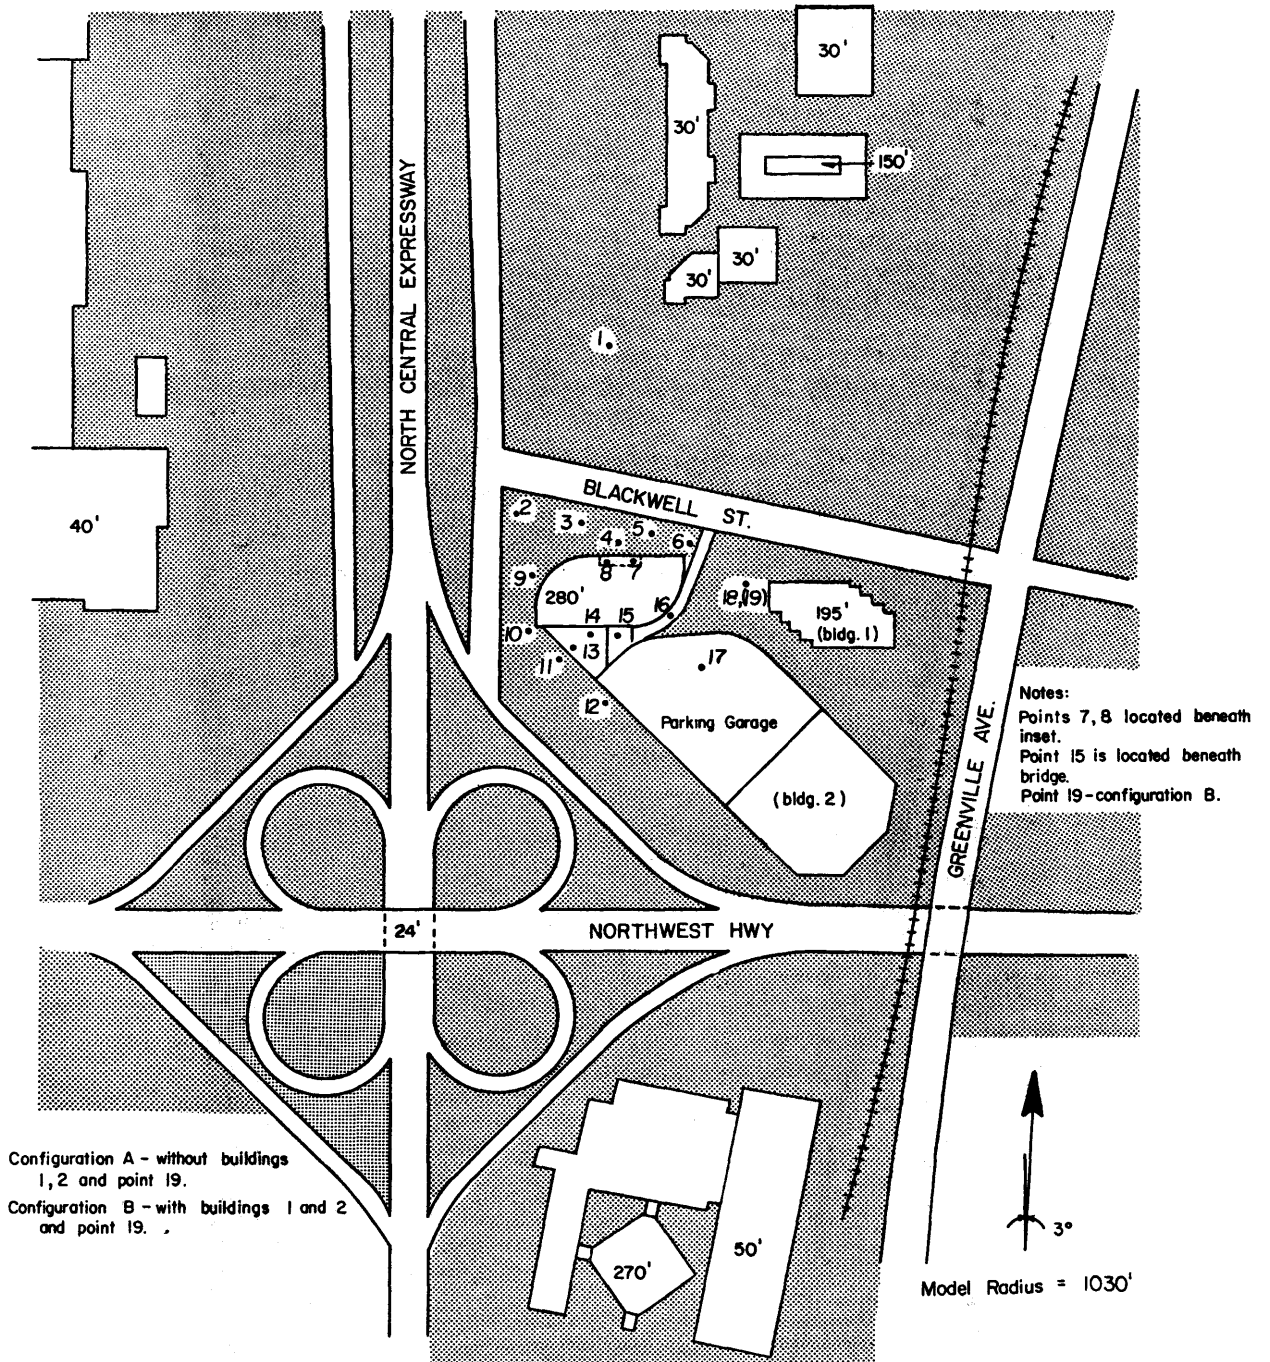 30'
30'
150'
30'
30'
NORTH CENTRAL EXPRESSWAY
1
40'
BLACKWELL ST.
2
3
4
5
6
8
7
9
280'
14
15
16
18,(19)
195'
(bldg. 1)
10
11
13
17
12
Parking Garage
(bldg. 2)
GREENVILLE AVE.
Notes:
Points 7, 8 located beneath
inset.
Point 15 is located beneath
bridge.
Point 19-configuration B.
24'
NORTHWEST HWY
Configuration A - without buildings
1, 2 and point 19.
Configuration B - with buildings 1 and 2
and point 19.
270'
50'
3°
Model Radius = 1030'